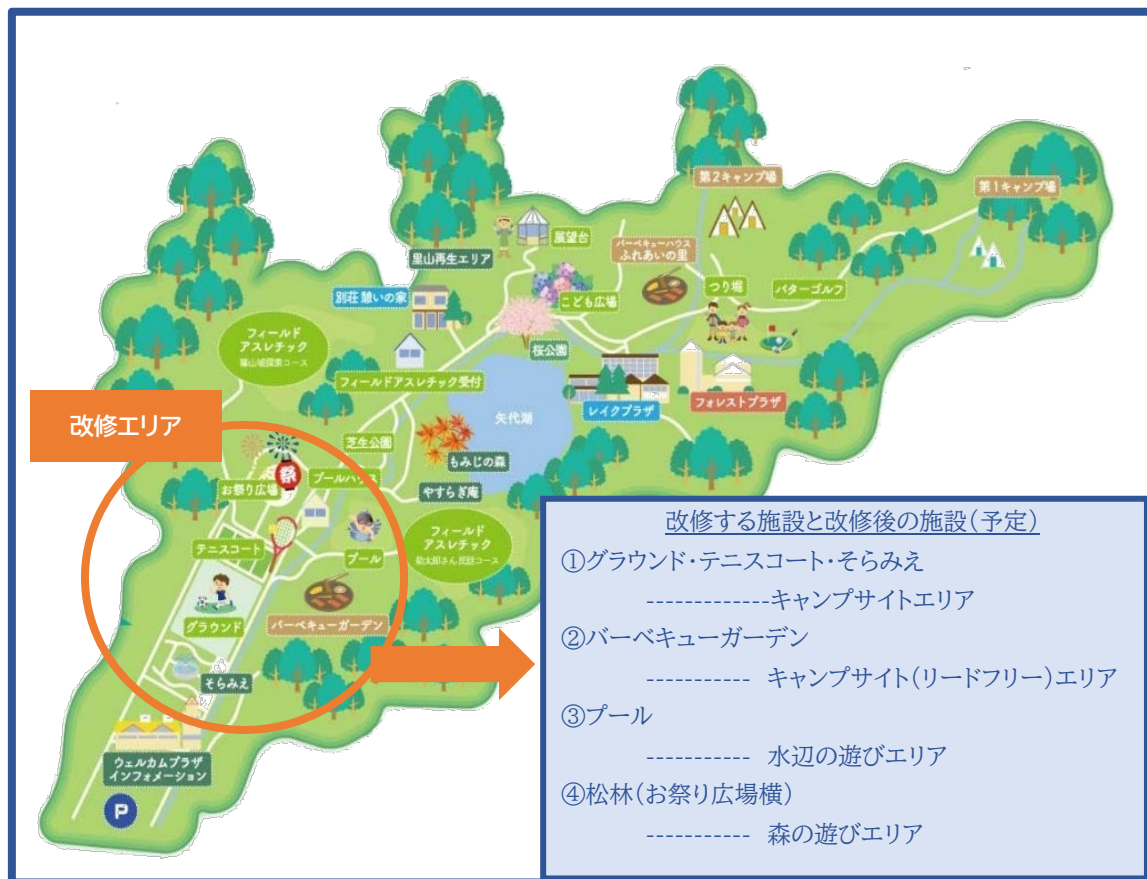 第2キャンプ場
第1キャンプ場
展望台
里山再生エリア
バーベキューハウス
ふれあいの里
別荘憩いの家
こども広場
つり堀
パターゴルフ
フィールド
アスレチック
桜公園
フィールドアスレチック受付
レイクプラザ
フォレストプラザ
矢代湖
改修エリア
芝生公園
もみじの森
祭
お祭り広場
プールハウス
やすらぎ庵
テニスコート
プール
フィールド
アスレチック
グラウンド
バーベキューガーデン
そらみえ
ウェルカムプラザ
インフォメーション
P
改修する施設と改修後の施設(予定)
①グラウンド・テニスコート・そらみえ
-------------キャンプサイトエリア
②バーベキューガーデン
----------- キャンプサイト(リードフリー)エリア
③プール
----------- 水辺の遊びエリア
④松林(お祭り広場横)
----------- 森の遊びエリア